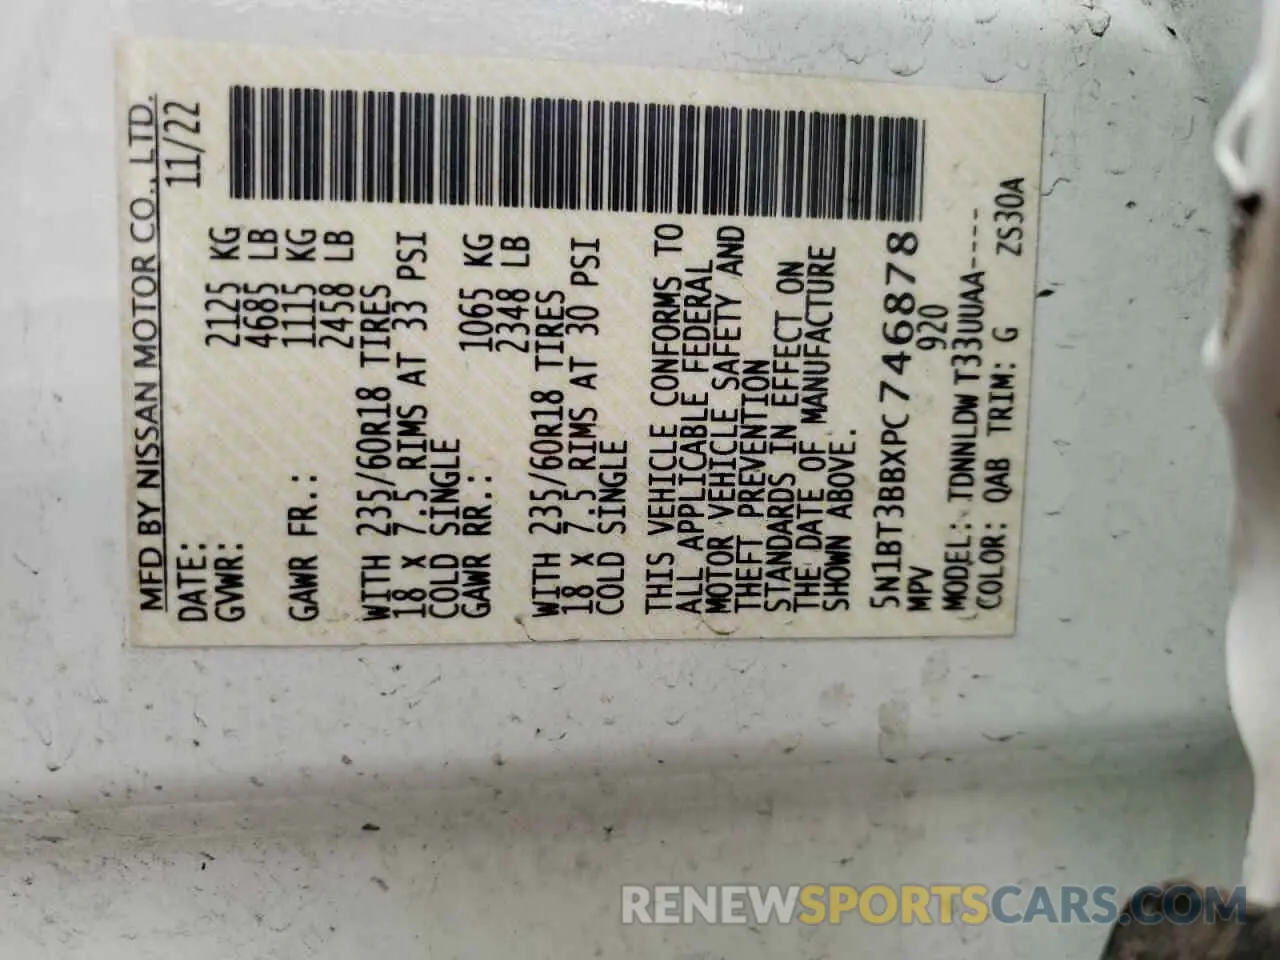 MFD BY NISSAN MOTOR CO., LTD.
DATE: 11/22
GVWR: 2125 KG
4685 LB
GAWR FR.: 1115 KG
2458 LB
WITH 235/60R18 TIRES
18 X 7.5 RIMS AT 33 PSI
COLD SINGLE
GAWR RR.: 1065 KG
2348 LB
WITH 235/60R18 TIRES
18 X 7.5 RIMS AT 30 PSI
COLD SINGLE
THIS VEHICLE CONFORMS TO
ALL APPLICABLE FEDERAL
MOTOR VEHICLE SAFETY AND
THEFT PREVENTION
STANDARDS IN EFFECT ON
THE DATE OF MANUFACTURE
SHOWN ABOVE.
5N1BT3BBXPC746878
MPV 920
MODEL: TDNNLDW T33UUAA----
COLOR: QAB TRIM: G ZS30A
RENEWSPORTSCARS.COM